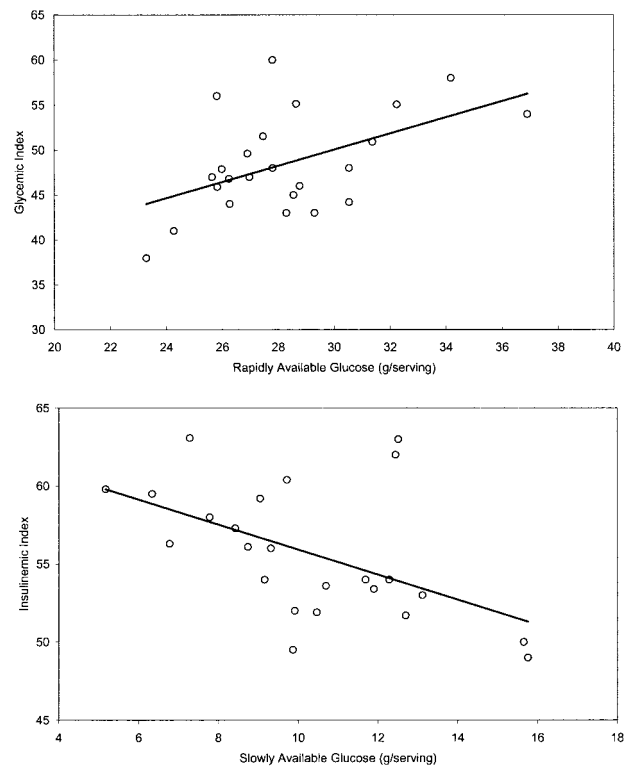 65
60
55
50
45
40
35
30
Glycemic Index
20 22 24 26 28 30 32 34 36 38 40
Rapidly Available Glucose (g/serving)
65
60
55
50
45
Insulinemic Index
4 6 8 10 12 14 16 18
Slowly Available Glucose (g/serving)